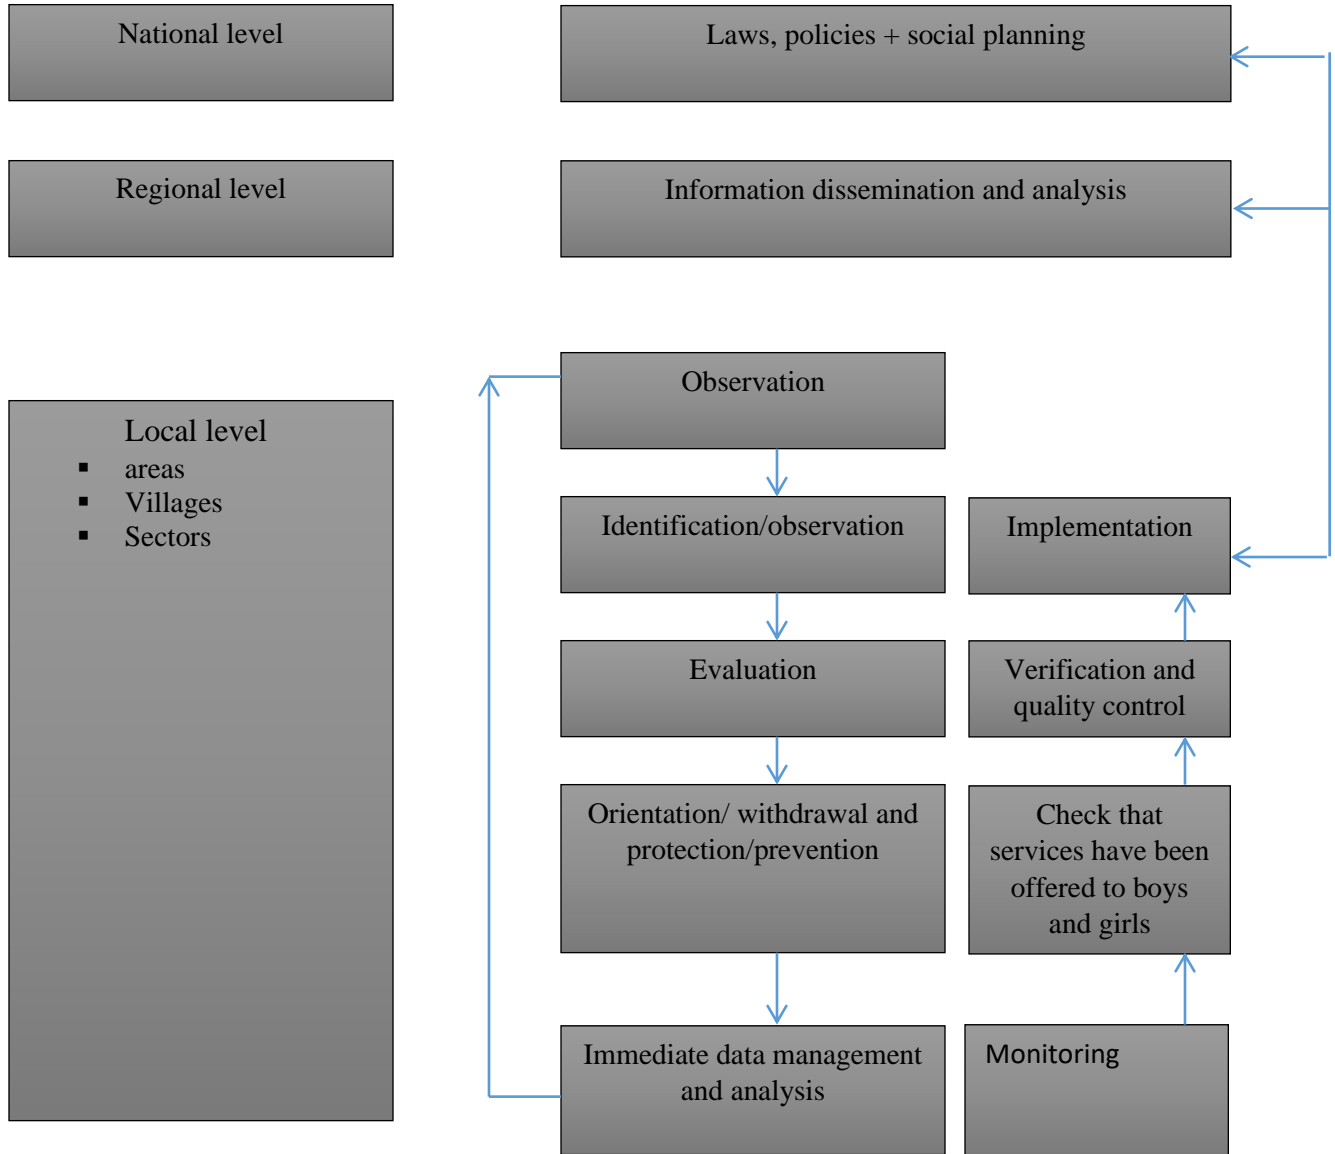 National level
Laws, policies + social planning
Regional level
Information dissemination and analysis
Local level
▪ areas
▪ Villages
▪ Sectors
Observation
Identification/observation
Evaluation
Orientation/ withdrawal and
protection/prevention
Immediate data management
and analysis
Implementation
Verification and
quality control
Check that
services have been
offered to boys
and girls
Monitoring